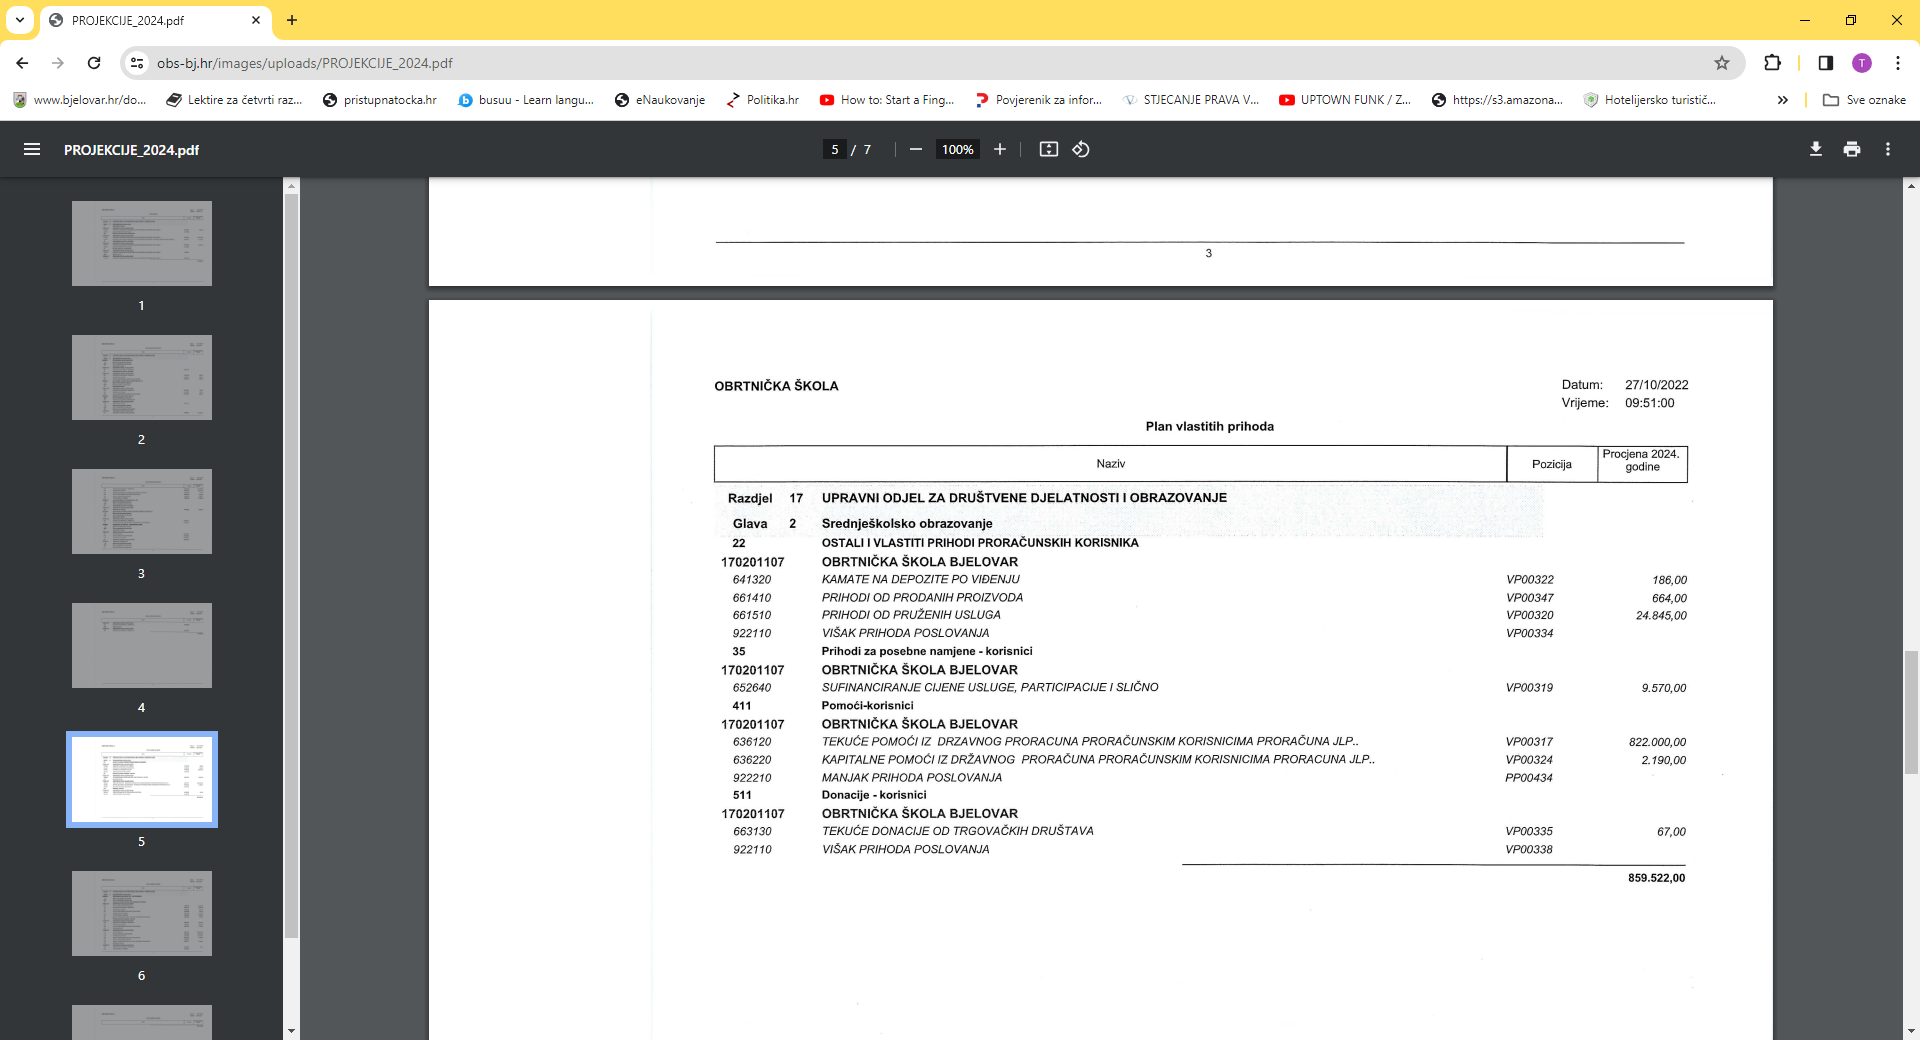 PROJEKCIJE_2024.pdf
obs-bj.hr/images/uploads/PROJEKCIJE_2024.pdf
T
www.bjelovar.hr/do... Lektire za četvrti raz... pristupnatocka.hr busuu - Learn langu... eNaukovanje Politika.hr How to: Start a Fing... Povjerenik za infor... STJECANJE PRAVA V... UPTOWN FUNK / Z... https://s3.amazona... Hotelijersko turistič... » Sve oznake
PROJEKCIJE_2024.pdf 5 / 7 100%
1
2
3
4
5
6
3
OBRTNIČKA ŠKOLA Datum: 27/10/2022
Vrijeme: 09:51:00
Plan vlastitih prihoda
Naziv Pozicija Procjena 2024. godine
Razdjel 17 UPRAVNI ODJEL ZA DRUŠTVENE DJELATNOSTI I OBRAZOVANJE
Glava 2 Srednješkolsko obrazovanje
22 OSTALI I VLASTITI PRIHODI PRORAČUNSKIH KORISNIKA
170201107 OBRTNIČKA ŠKOLA BJELOVAR
641320 KAMATE NA DEPOZITE PO VIĐENJU VP00322 186,00
661410 PRIHODI OD PRODANIH PROIZVODA VP00347 664,00
661510 PRIHODI OD PRUŽENIH USLUGA VP00320 24.845,00
922110 VIŠAK PRIHODA POSLOVANJA VP00334
35 Prihodi za posebne namjene - korisnici
170201107 OBRTNIČKA ŠKOLA BJELOVAR
652640 SUFINANCIRANJE CIJENE USLUGE, PARTICIPACIJE I SLIČNO VP00319 9.570,00
411 Pomoći-korisnici
170201107 OBRTNIČKA ŠKOLA BJELOVAR
636120 TEKUĆE POMOĆI IZ DRZAVNOG PRORACUNA PRORAČUNSKIM KORISNICIMA PRORAČUNA JLP.. VP00317 822.000,00
636220 KAPITALNE POMOĆI IZ DRŽAVNOG PRORAČUNA PRORAČUNSKIM KORISNICIMA PRORACUNA JLP.. VP00324 2.190,00
922210 MANJAK PRIHODA POSLOVANJA PP00434
511 Donacije - korisnici
170201107 OBRTNIČKA ŠKOLA BJELOVAR
663130 TEKUĆE DONACIJE OD TRGOVAČKIH DRUŠTAVA VP00335 67,00
922110 VIŠAK PRIHODA POSLOVANJA VP00338
859.522,00